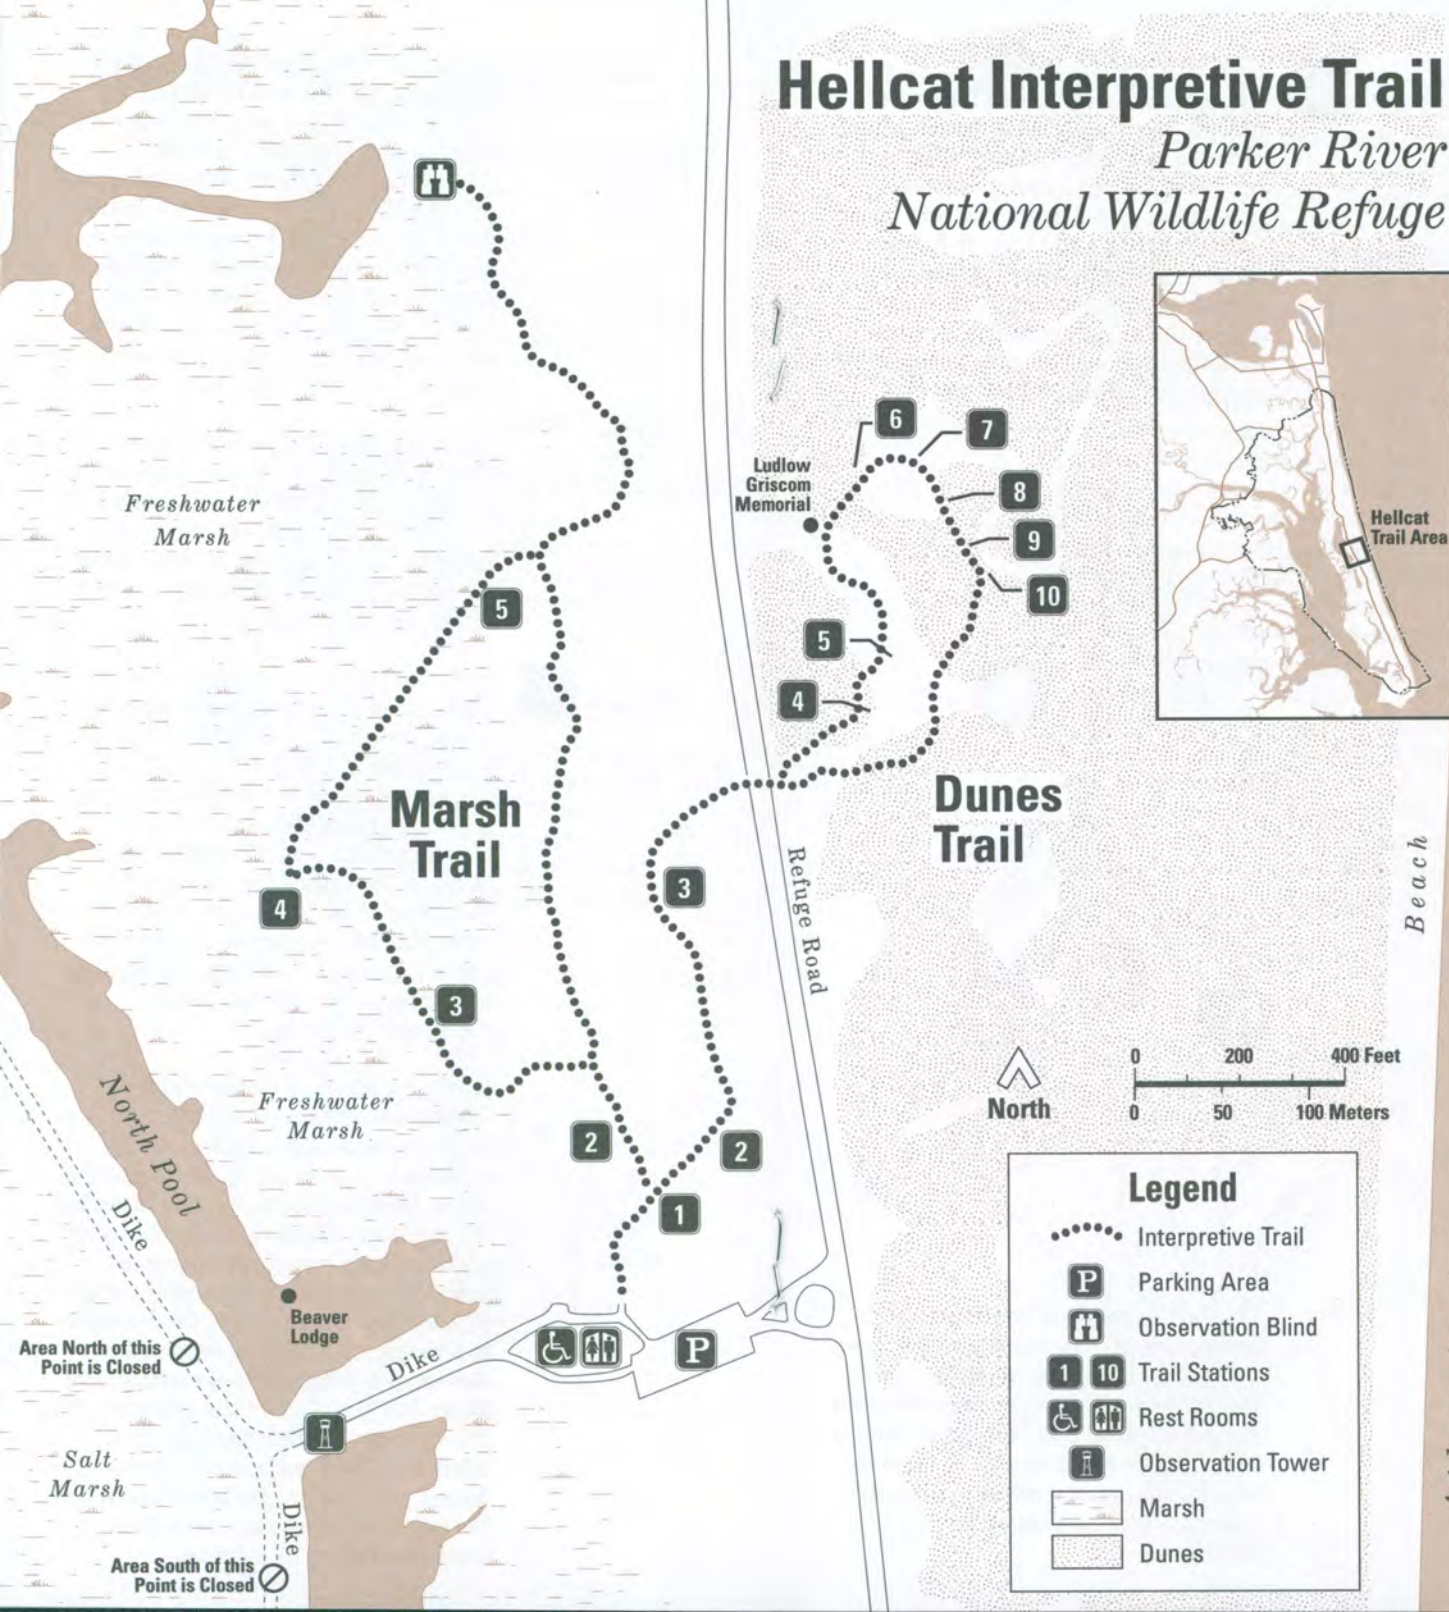 Hellcat Interpretive Trail
Parker River
National Wildlife Refuge
Hellcat
Trail Area
Freshwater
Marsh
Ludlow
Griscom
Memorial
6
7
8
9
10
5
4
5
Marsh
Trail
4
3
Dunes
Trail
3
Refuge Road
Beach
North
0 200 400 Feet
0 50 100 Meters
Freshwater
Marsh
2
2
1
North Pool
Dike
Beaver
Lodge
Area North of this
Point is Closed
Dike
P
Salt
Marsh
Dike
Area South of this
Point is Closed
Legend
Interpretive Trail
P Parking Area
Observation Blind
1 10 Trail Stations
Rest Rooms
Observation Tower
Marsh
Dunes